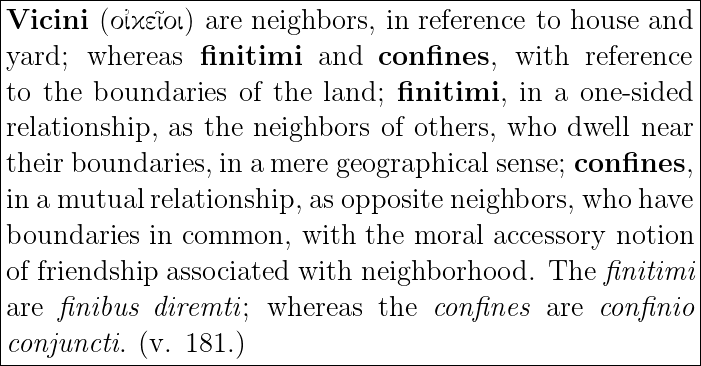 Vicini (οἰκεῖοι) are neighbors, in reference to house and
yard; whereas finitimi and confines, with reference
to the boundaries of the land; finitimi, in a one-sided
relationship, as the neighbors of others, who dwell near
their boundaries, in a mere geographical sense; confines,
in a mutual relationship, as opposite neighbors, who have
boundaries in common, with the moral accessory notion
of friendship associated with neighborhood. The finitimi
are finibus diremti; whereas the confines are confinio
conjuncti. (v. 181.)